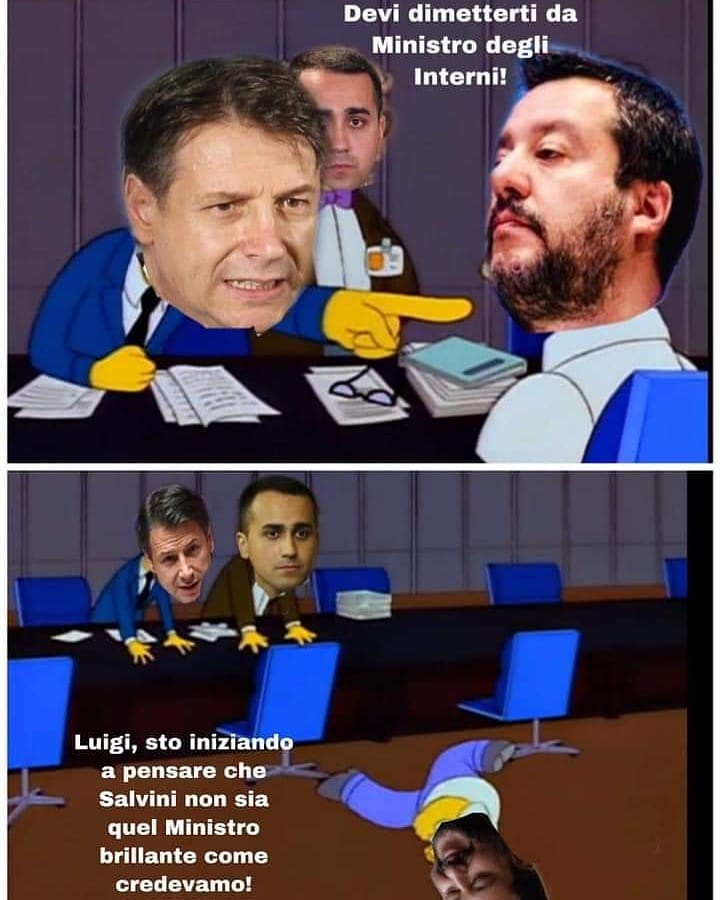 Devi dimetterti da
Ministro degli
Interni!
Luigi, sto iniziando
a pensare che
Salvini non sia
quel Ministro
brillante come
credevamo!